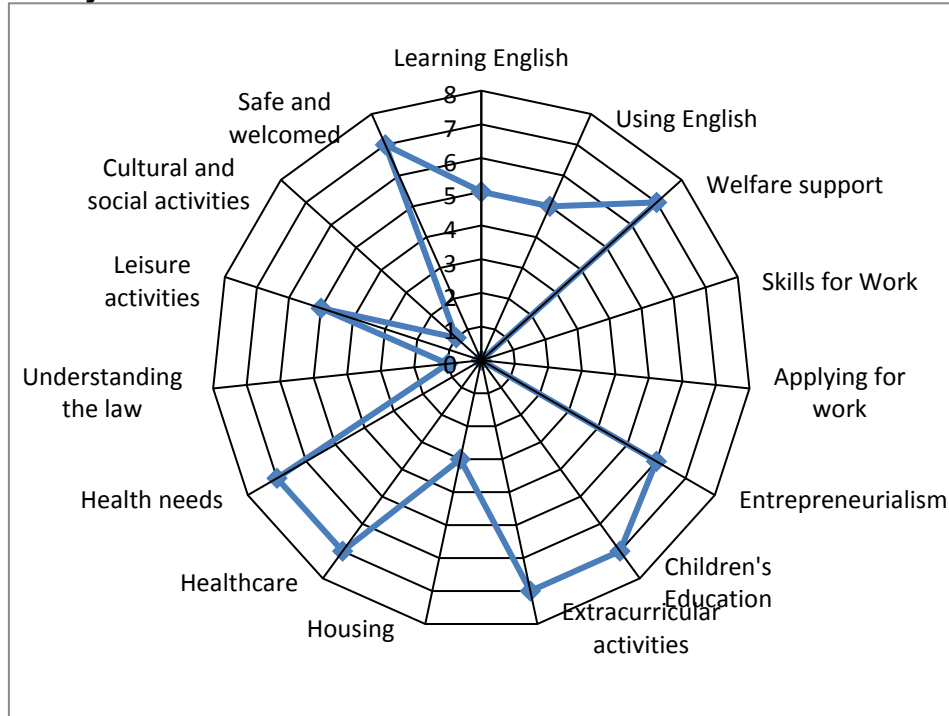 Learning English
Using English
Welfare support
Skills for Work
Applying for
work
Entrepreneurialism
Children's
Education
Extracurricular
activities
Housing
Healthcare
Health needs
Understanding
the law
Leisure
activities
Cultural and
social activities
Safe and
welcomed
8
7
6
5
4
3
2
1
0